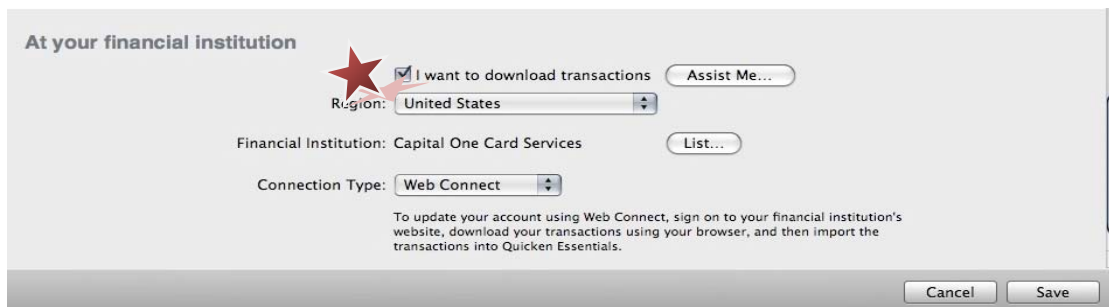 At your financial institution
I want to download transactions Assist Me...
Region: United States
Financial Institution: Capital One Card Services List...
Connection Type: Web Connect
To update your account using Web Connect, sign on to your financial institution's
website, download your transactions using your browser, and then import the
transactions into Quicken Essentials.
Cancel Save